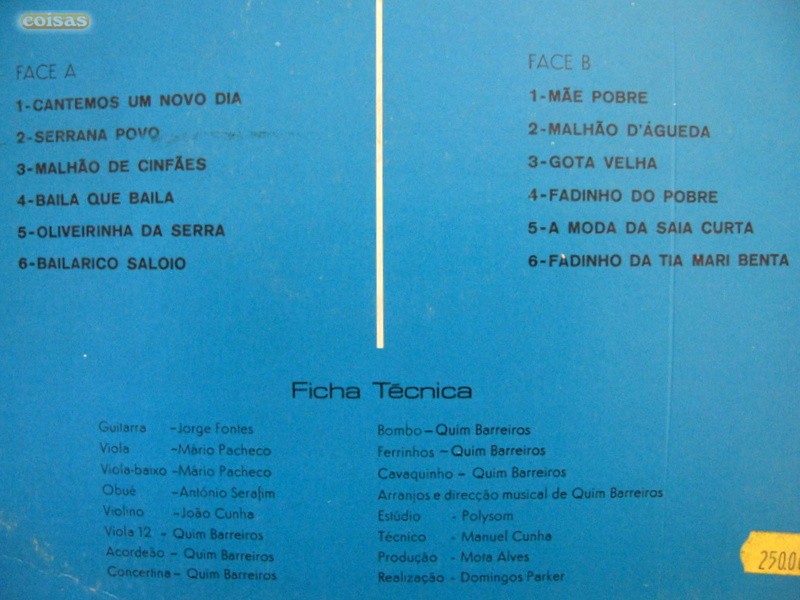 coisas
FACE A
1-CANTEMOS UM NOVO DIA
2-SERRANA POVO
3-MALHÃO DE CINFÃES
4-BAILA QUE BAILA
5-OLIVEIRINHA DA SERRA
6-BAILARICO SALOIO
FACE B
1-MÃE POBRE
2-MALHÃO D'ÁGUEDA
3-GOTA VELHA
4-FADINHO DO POBRE
5-A MODA DA SAIA CURTA
6-FADINHO DA TIA MARI BENTA
Ficha Técnica
Guitarra -Jorge Fontes
Viola -Mário Pacheco
Viola-baixo -Mário Pacheco
Obué -António Serafim
Violino -João Cunha
Viola 12 - Quim Barreiros
Acordeão - Quim Barreiros
Concertina - Quim Barreiros
Bombo - Quim Barreiros
Ferrinhos - Quim Barreiros
Cavaquinho - Quim Barreiros
Arranjos e direcção musical de Quim Barreiros
Estúdio - Polysom
Técnico - Manuel Cunha
Produção - Mota Alves
Realização - Domingos Parker